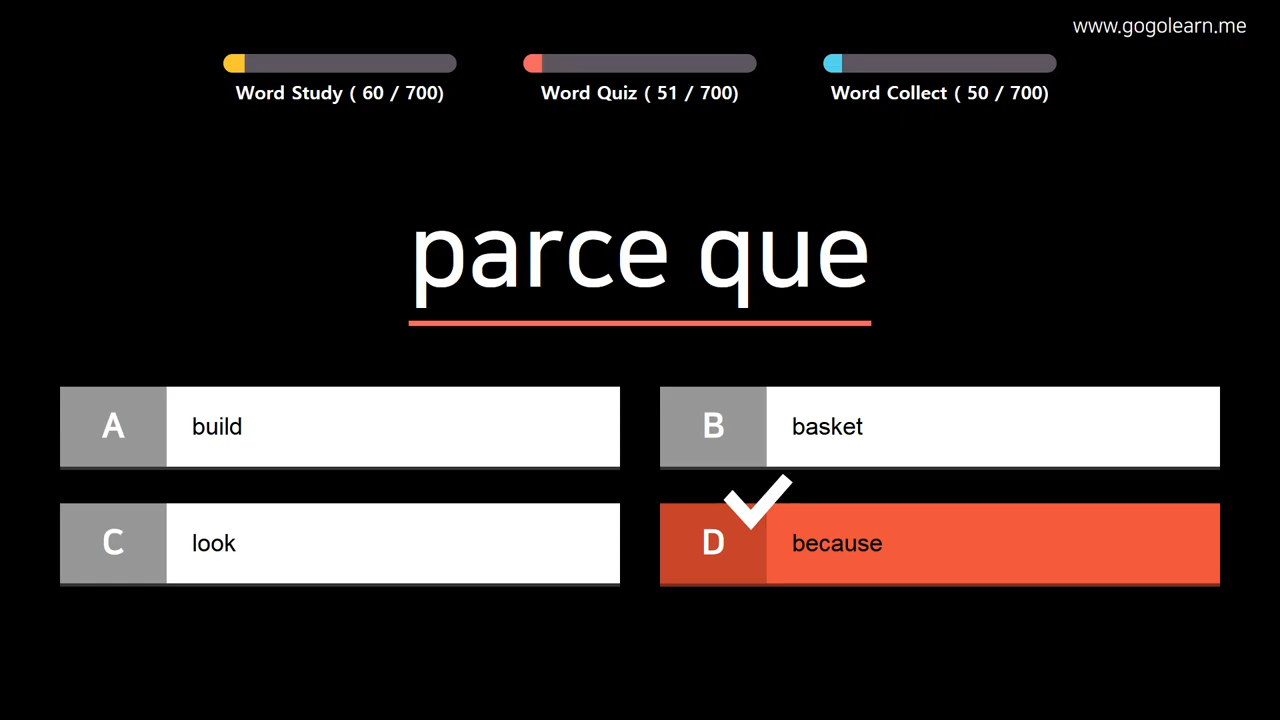 www.gogolearn.me
Word Study ( 60 / 700)
Word Quiz ( 51 / 700)
Word Collect ( 50 / 700)
parce que
A build
B basket
C look
D because